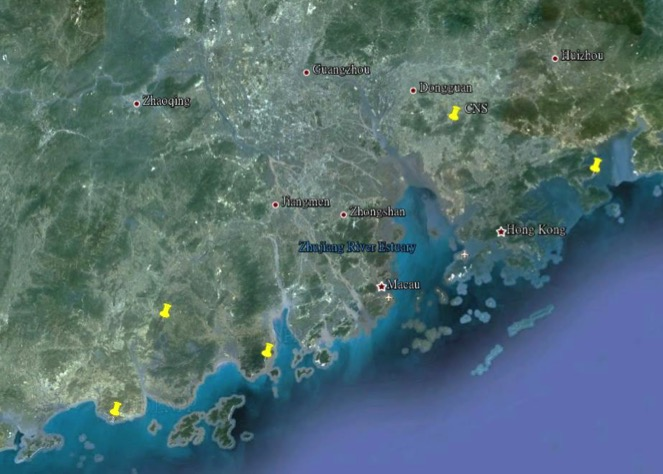 Huizhou
Guangzhou
Dongguan
Zhaoqing
CNS
Jiangmen
Zhongshan
Hong Kong
Zhujiang River Estuary
Macau